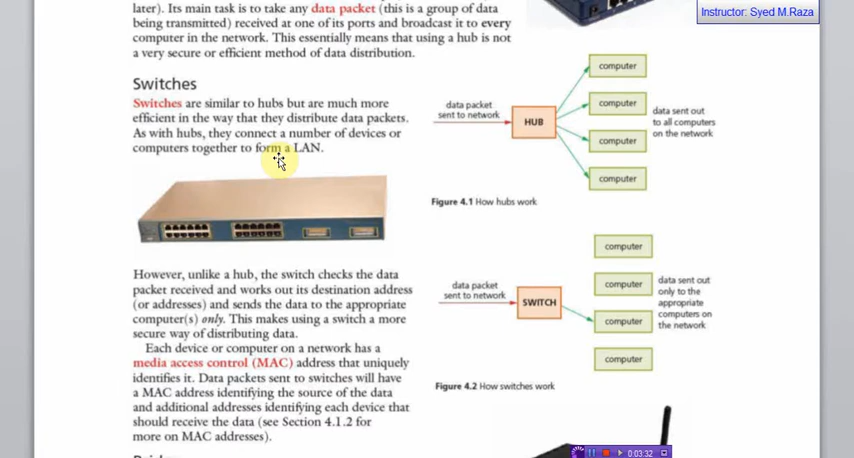 later). Its main task is to take any data packet (this is a group of data
being transmitted) received at one of its ports and broadcast it to every
computer in the network. This essentially means that using a hub is not
a very secure or efficient method of data distribution.
Instructor: Syed M.Raza
Switches
Switches are similar to hubs but are much more
efficient in the way that they distribute data packets.
As with hubs, they connect a number of devices or
computers together to form a LAN.
However, unlike a hub, the switch checks the data
packet received and works out its destination address
(or addresses) and sends the data to the appropriate
computer(s) only. This makes using a switch a more
secure way of distributing data.
Each device or computer on a network has a
media access control (MAC) address that uniquely
identifies it. Data packets sent to switches will have
a MAC address identifying the source of the data
and additional addresses identifying each device that
should receive the data (see Section 4.1.2 for
more on MAC addresses).
data packet
sent to network
HUB
computer
computer
computer
computer
data sent out
to all computers
on the network
Figure 4.1 How hubs work
data packet
sent to network
SWITCH
computer
computer
computer
computer
data sent out
only to the
appropriate
computers on
the network
Figure 4.2 How switches work
0:03:32